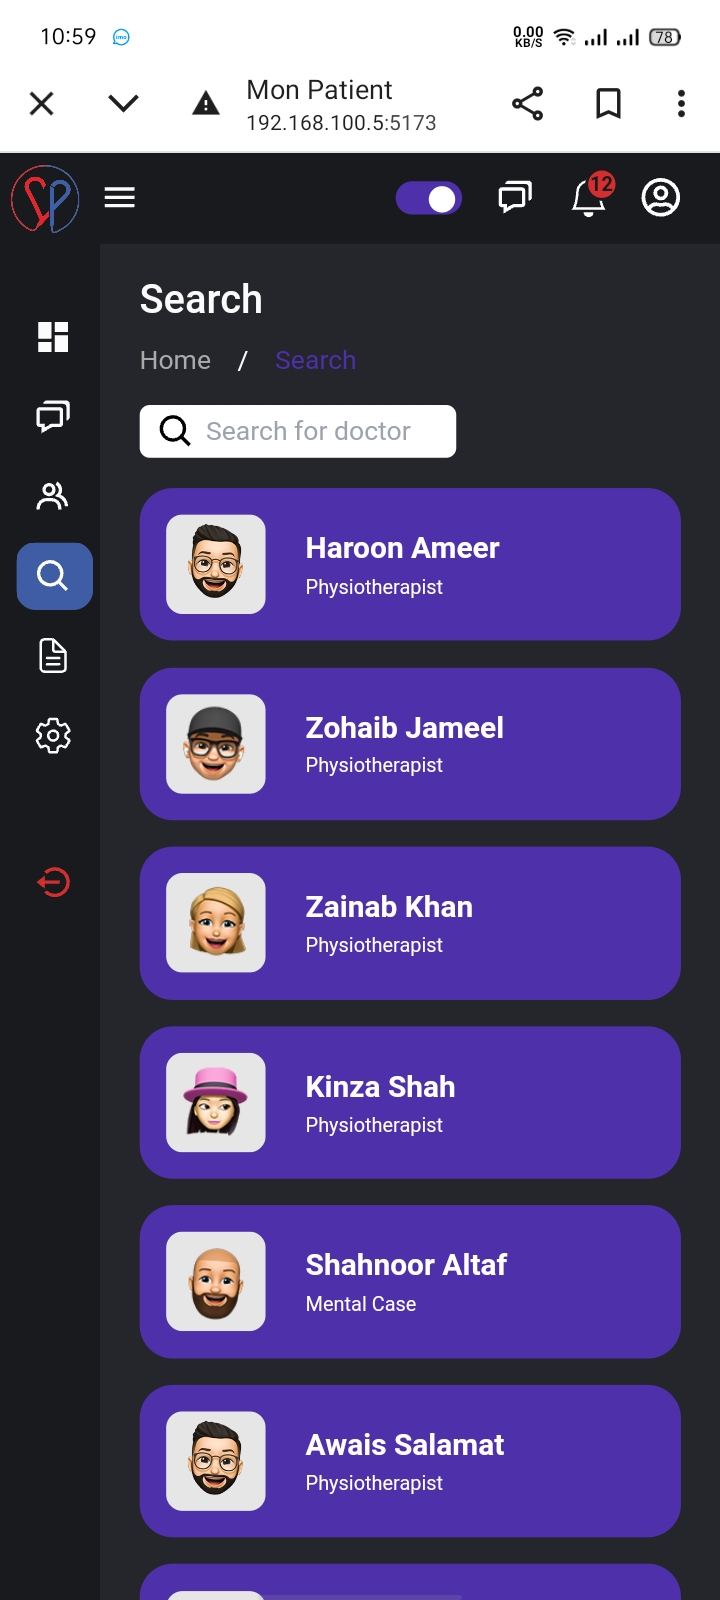 10:59
imo
0.00
KB/S
78
Mon Patient
192.168.100.5:5173
SP
12
Search
Home / Search
Search for doctor
Haroon Ameer
Physiotherapist
Zohaib Jameel
Physiotherapist
Zainab Khan
Physiotherapist
Kinza Shah
Physiotherapist
Shahnoor Altaf
Mental Case
Awais Salamat
Physiotherapist